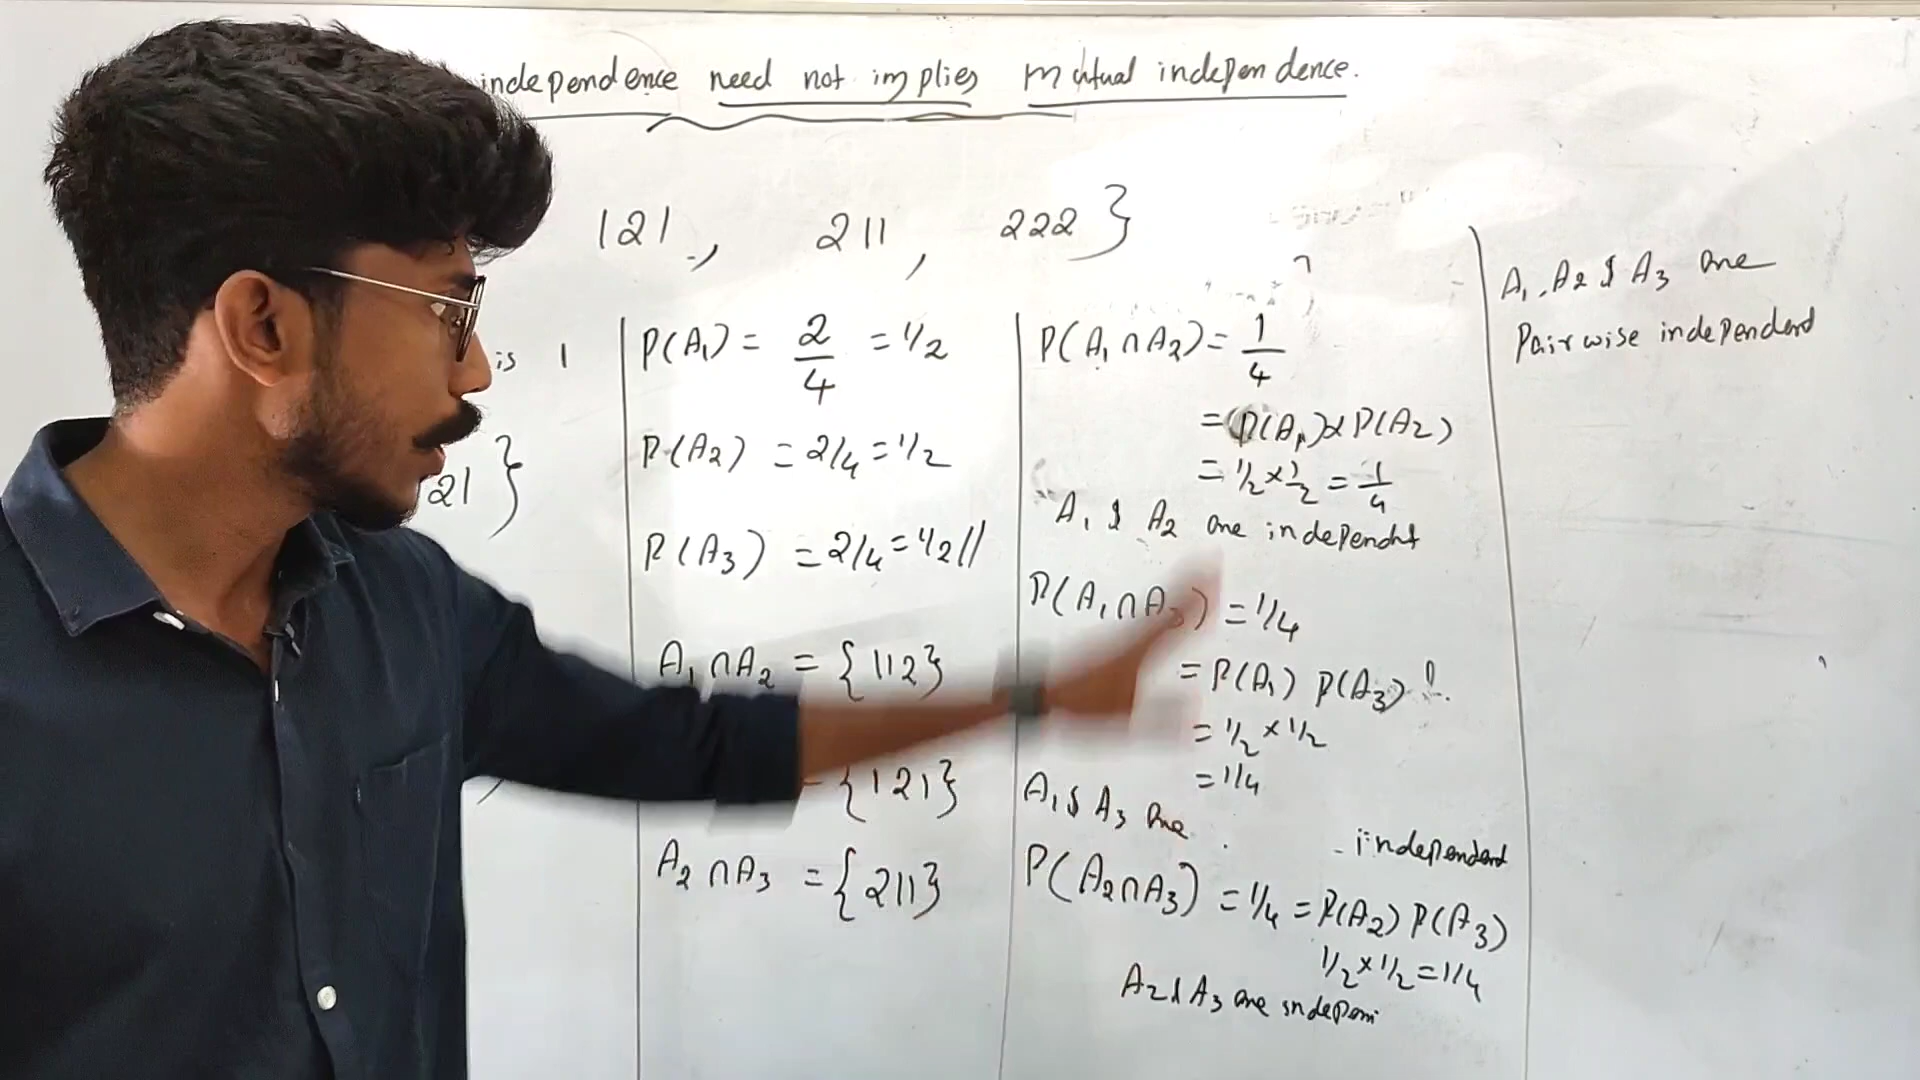 independence need not implies mutual independence.
121, 211, 222 }
is 1
121 }
P(A1) = 2/4 = 1/2
P(A2) = 2/4 = 1/2
P(A3) = 2/4 = 1/2 //
A1 ∩ A2 = {112}
= {121}
A2 ∩ A3 = {211}
P(A1 ∩ A2) = 1/4
= P(A1) x P(A2)
= 1/2 × 1/2 = 1/4
A1 & A2 are independnt
P(A1 ∩ A3) = 1/4
= P(A1) P(A3)
= 1/2 × 1/2
= 1/4
A1 & A3 are independent
P(A2 ∩ A3) = 1/4 = P(A2) P(A3)
1/2 × 1/2 = 1/4
A2 & A3 are indepen
A1, A2 & A3 are
Pairwise independent